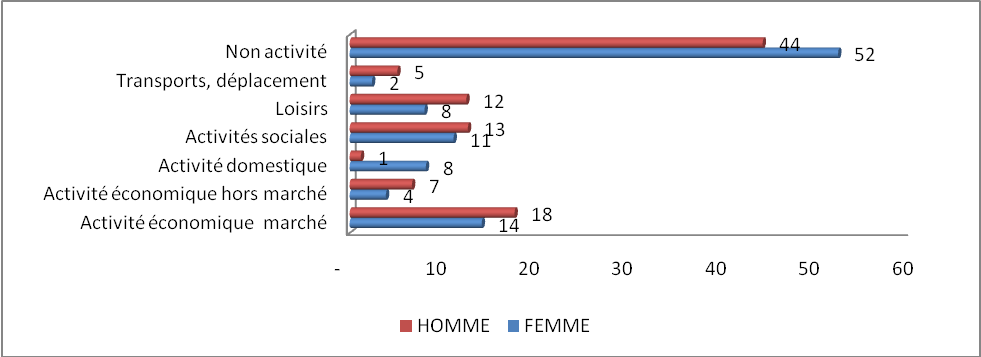 Non activité 44
52
Transports, déplacement 5
2
Loisirs 12
8
Activités sociales 13
11
Activité domestique 1
8
Activité économique hors marché 7
4
Activité économique marché 18
14
- 10 20 30 40 50 60
HOMME FEMME